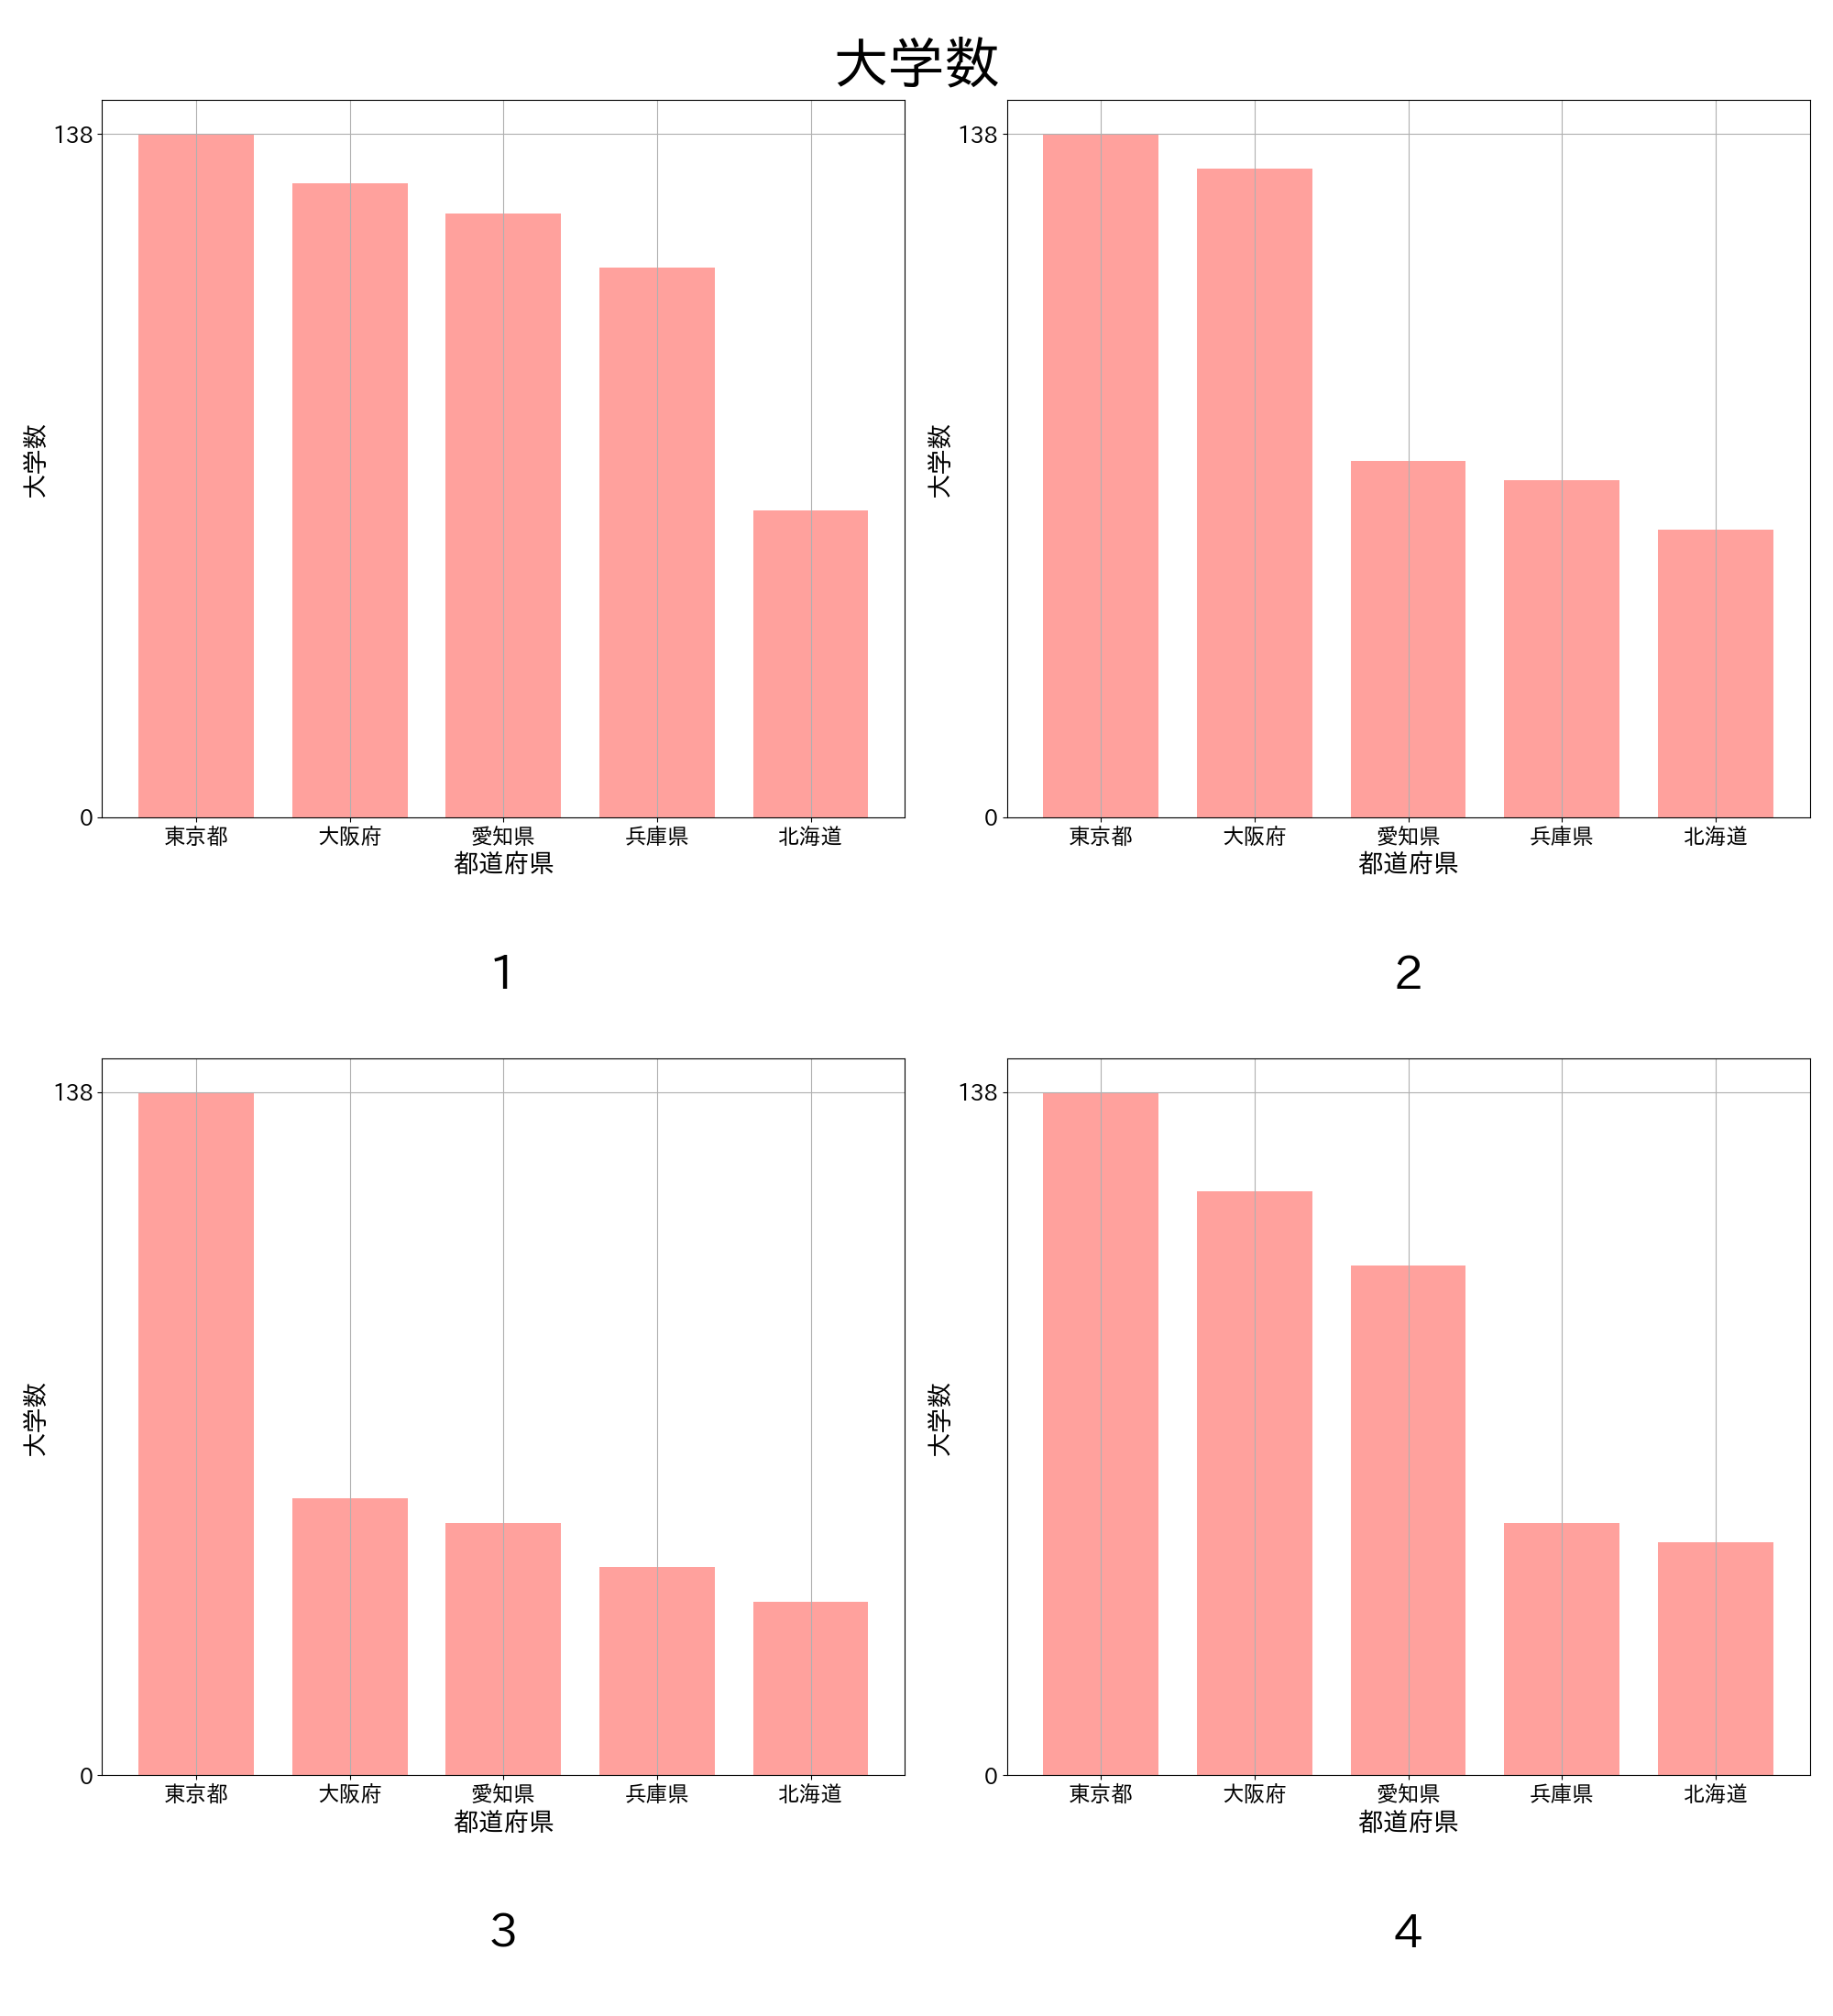 大学数
138
0
大学数
東京都 大阪府 愛知県 兵庫県 北海道
都道府県
1
138
0
大学数
東京都 大阪府 愛知県 兵庫県 北海道
都道府県
2
138
0
大学数
東京都 大阪府 愛知県 兵庫県 北海道
都道府県
3
138
0
大学数
東京都 大阪府 愛知県 兵庫県 北海道
都道府県
4